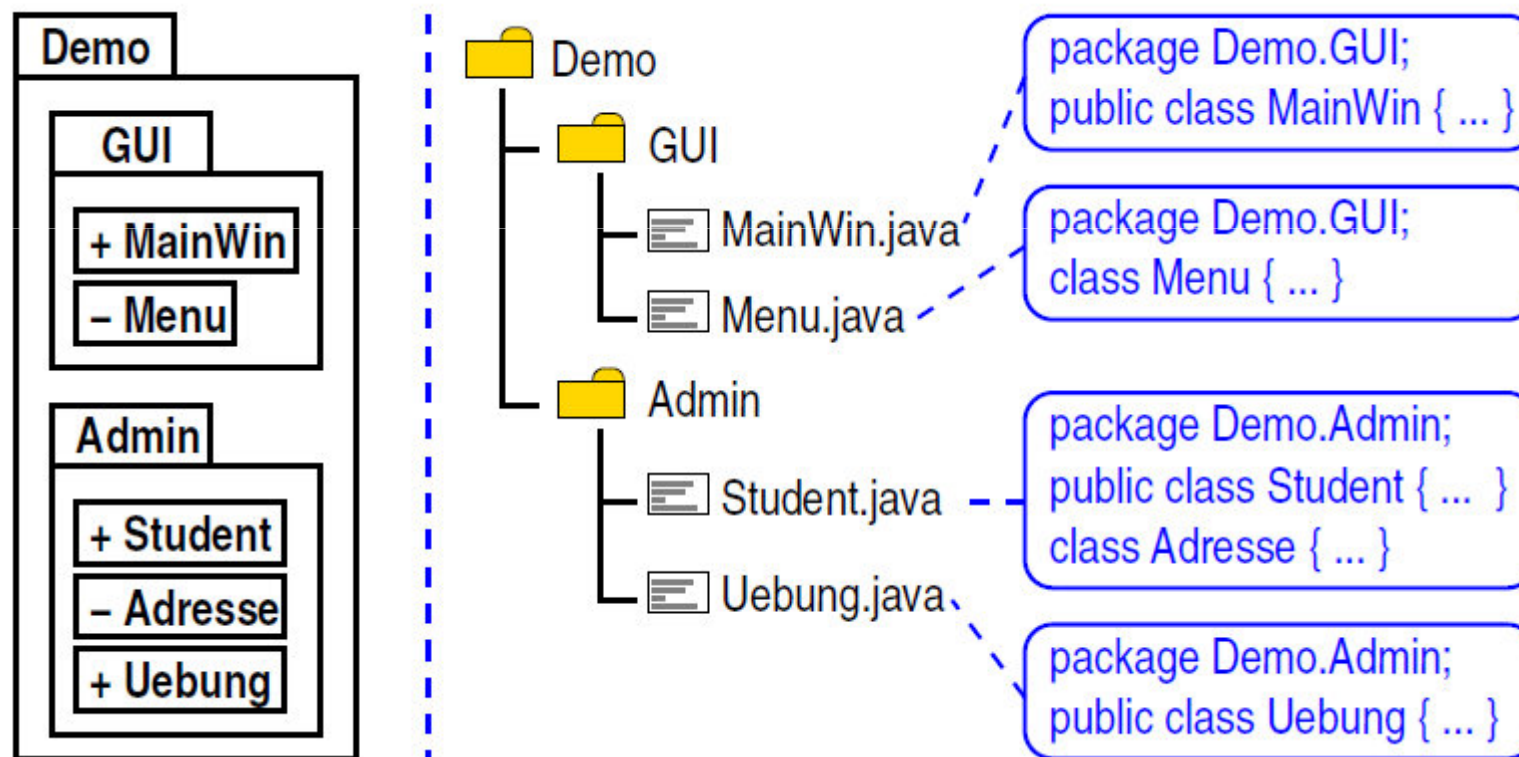 Demo
GUI
+ MainWin
– Menu
Admin
+ Student
– Adresse
+ Uebung
Demo
GUI
MainWin.java
Menu.java
Admin
Student.java
Uebung.java
package Demo.GUI;
public class MainWin { ... }
package Demo.GUI;
class Menu { ... }
package Demo.Admin;
public class Student { ... }
class Adresse { ... }
package Demo.Admin;
public class Uebung { ... }